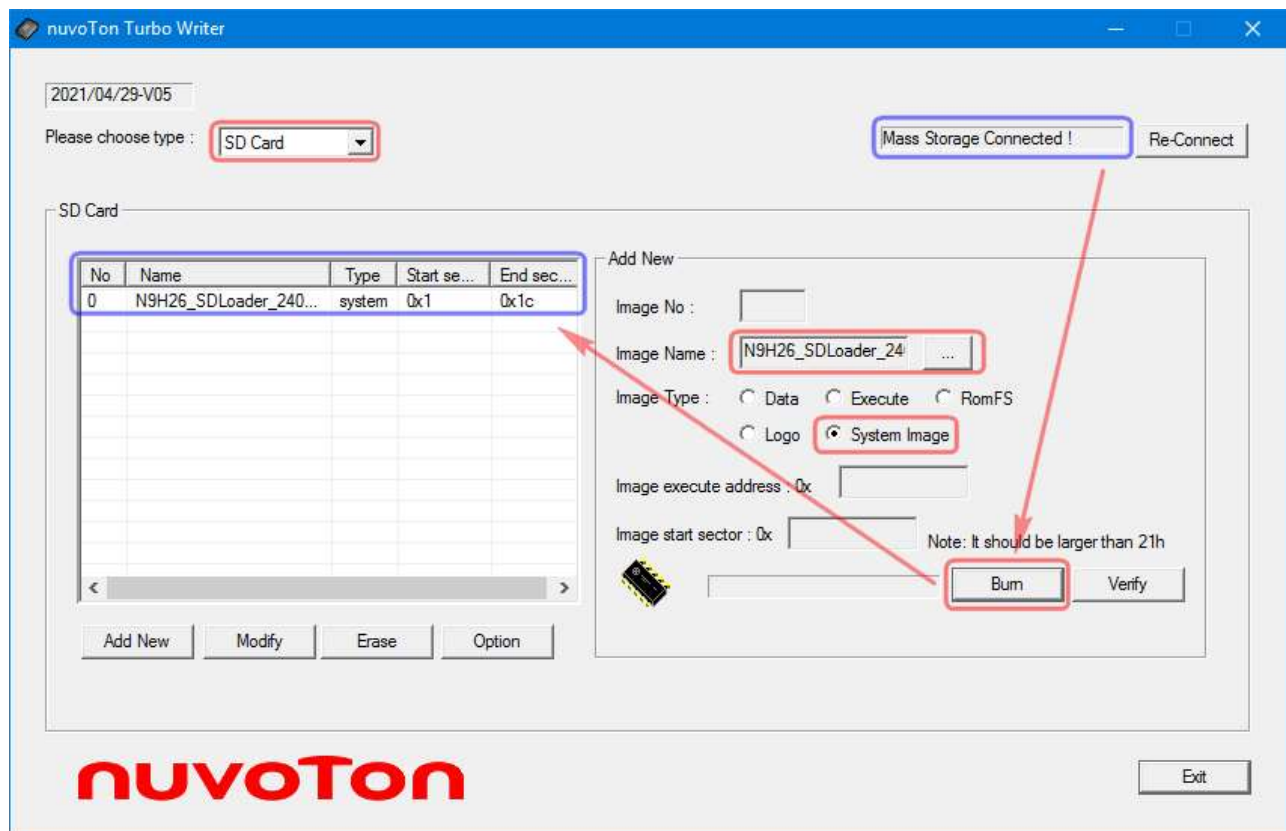 nuvoTon Turbo Writer
2021/04/29-V05
Please choose type :
SD Card
Mass Storage Connected !
Re-Connect
SD Card
No Name Type Start se... End sec...
0 N9H26_SDLoader_240... system 0x1 0x1c
Add New
Image No :
Image Name : N9H26_SDLoader_24 ...
Image Type : Data Execute RomFS
Logo System Image
Image execute address : 0x
Image start sector : 0x
Note: It should be larger than 21h
Burn Verify
Add New Modify Erase Option
nuvoTon
Exit